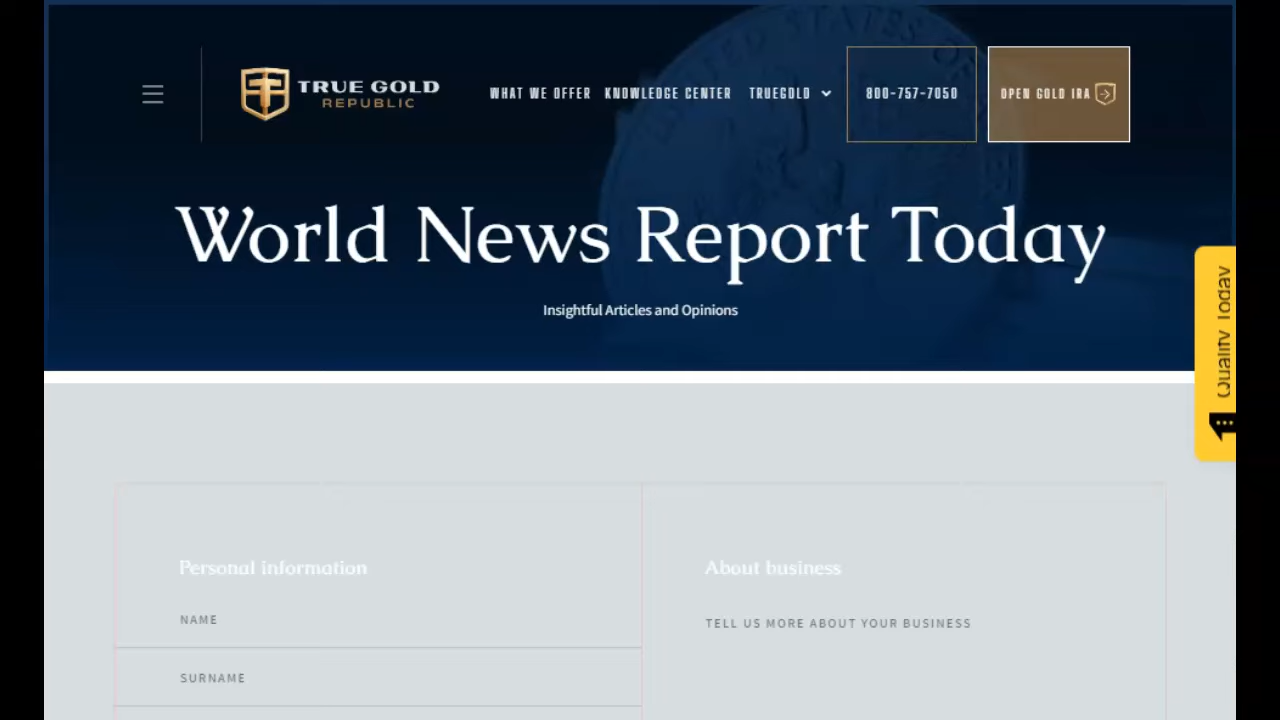 TRUE GOLD
REPUBLIC
WHAT WE OFFER
KNOWLEDGE CENTER
TRUEGOLD
800-757-7050
OPEN GOLD IRA
World News Report Today
Insightful Articles and Opinions
Quality Today
Personal information
NAME
SURNAME
About business
TELL US MORE ABOUT YOUR BUSINESS